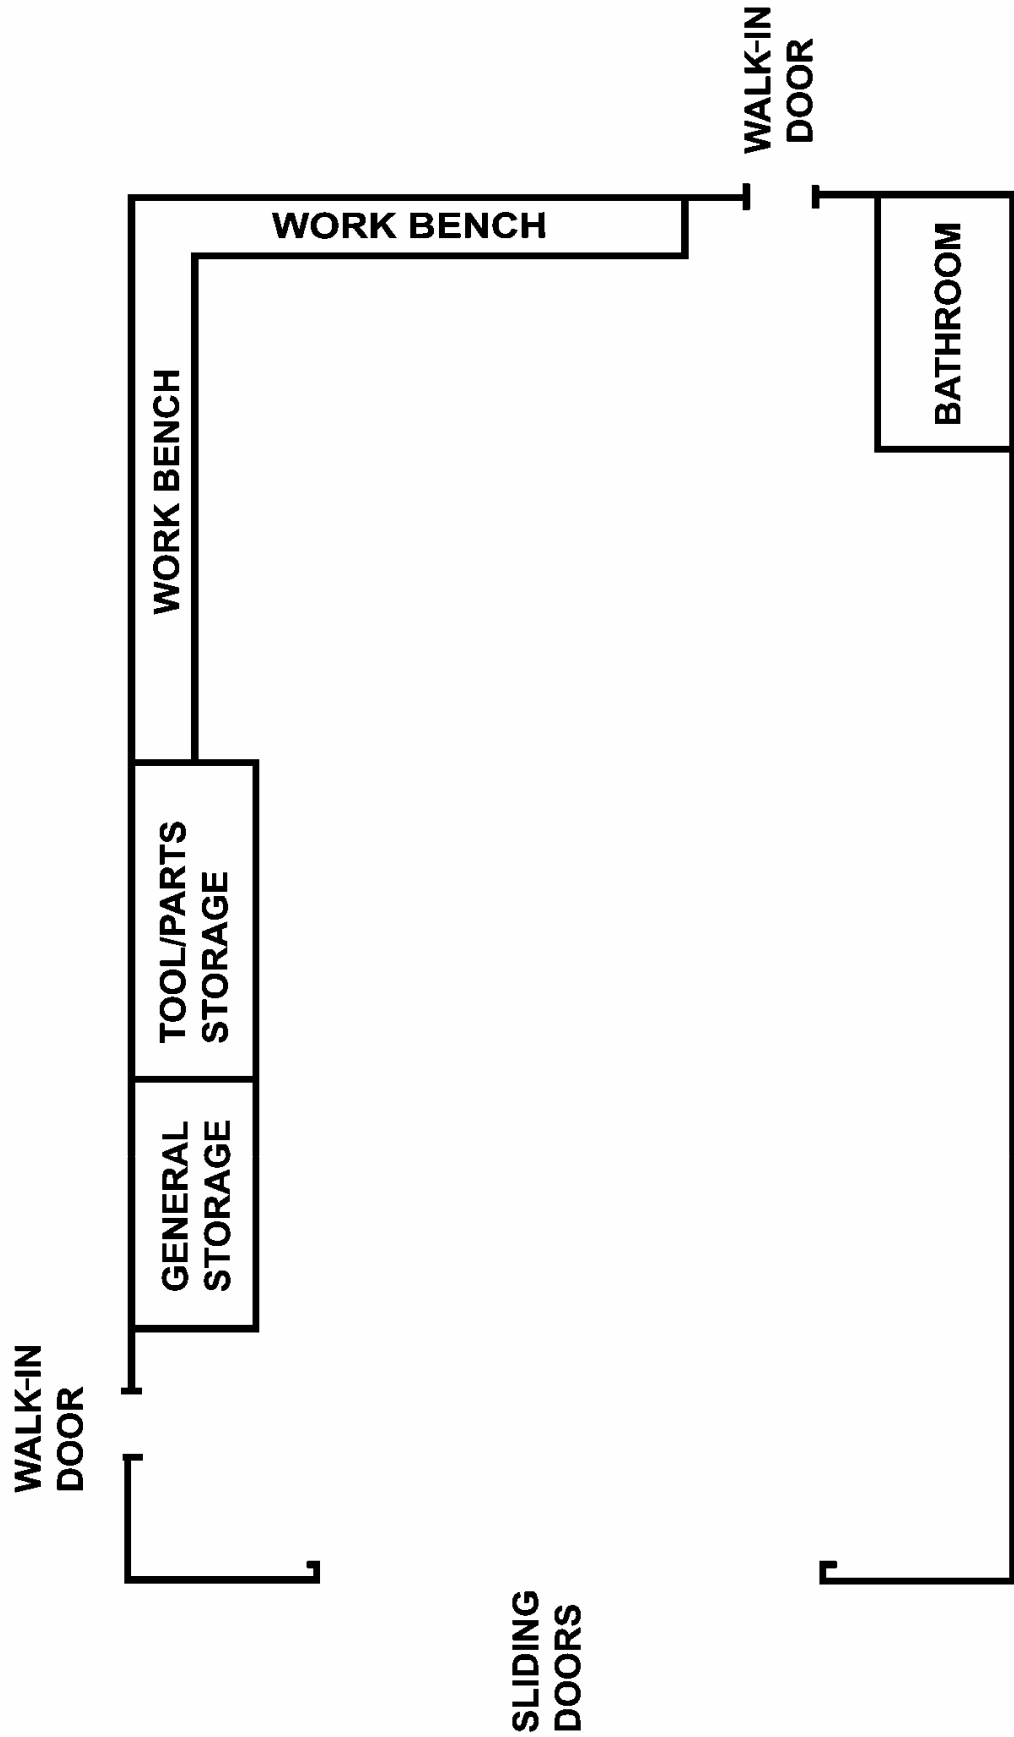 WALK-IN
DOOR
WORK BENCH
WORK BENCH
BATHROOM
TOOL/PARTS
STORAGE
GENERAL
STORAGE
WALK-IN
DOOR
SLIDING
DOORS